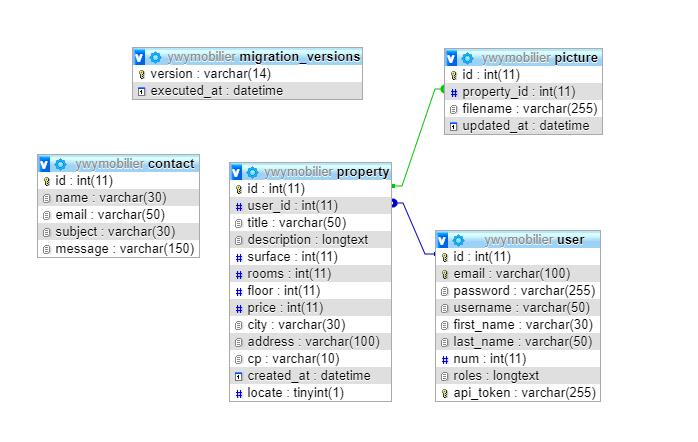 ywymobilier migration_versions
version : varchar(14)
executed_at : datetime
ywymobilier picture
id : int(11)
property_id : int(11)
filename : varchar(255)
updated_at : datetime
ywymobilier contact
id : int(11)
name : varchar(30)
email : varchar(50)
subject : varchar(30)
message : varchar(150)
ywymobilier property
id : int(11)
user_id : int(11)
title : varchar(50)
description : longtext
surface : int(11)
rooms : int(11)
floor : int(11)
price : int(11)
city : varchar(30)
address : varchar(100)
cp : varchar(10)
created_at : datetime
locate : tinyint(1)
ywymobilier user
id : int(11)
email : varchar(100)
password : varchar(255)
username : varchar(50)
first_name : varchar(30)
last_name : varchar(50)
num : int(11)
roles : longtext
api_token : varchar(255)